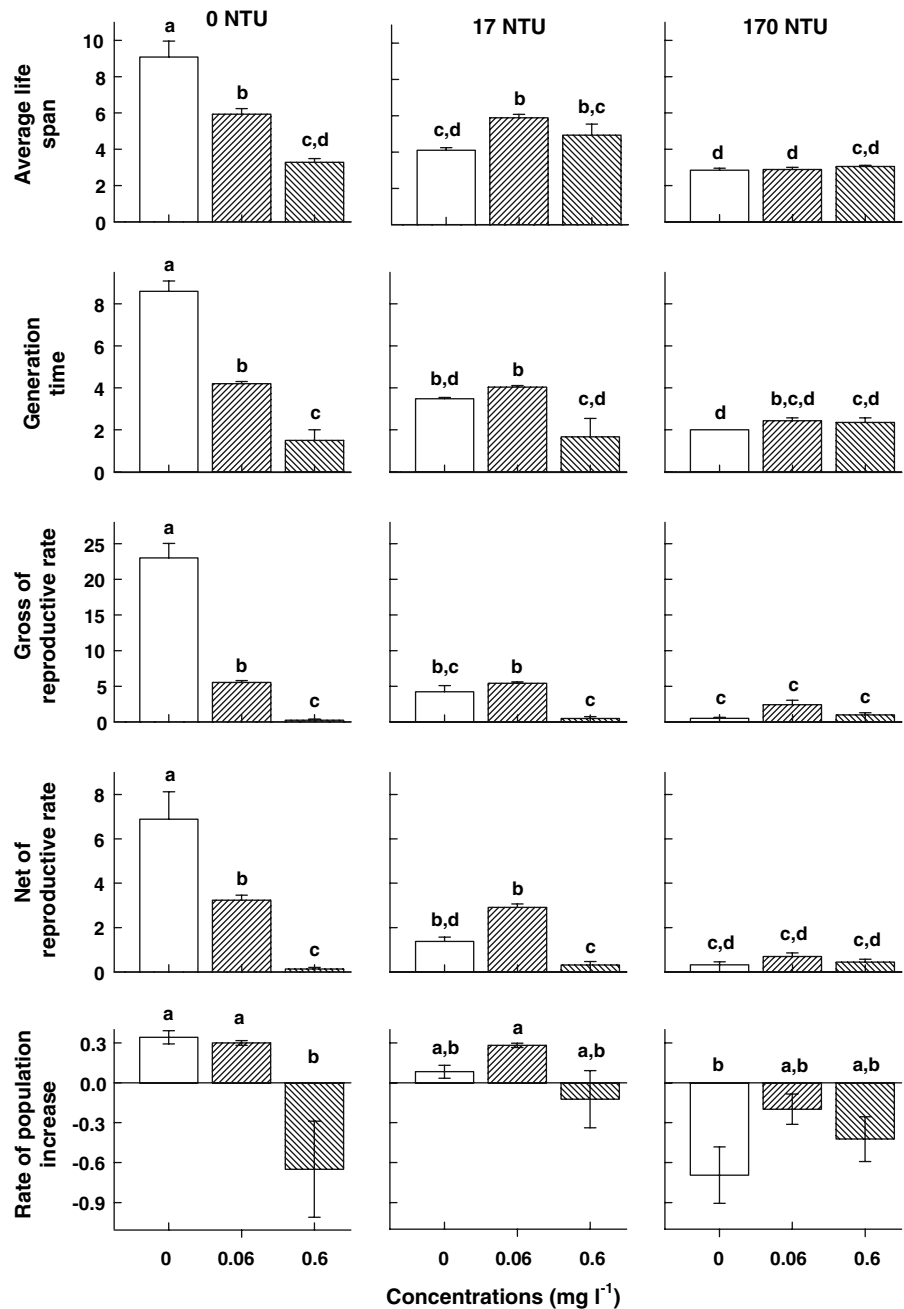 0 NTU 17 NTU 170 NTU
Average life span
10 8 6 4 2 0
a b c,d
c,d b b,c
d d c,d
Generation time
8 6 4 2 0
a b c
b,d b c,d
d b,c,d c,d
Gross of reproductive rate
25 20 15 10 5 0
a b c
b,c b c
c c c
Net of reproductive rate
8 6 4 2 0
a b c
b,d b c
c,d c,d c,d
Rate of population increase
0.3 0.0 -0.3 -0.6 -0.9
a a b
a,b a a,b
b a,b a,b
0 0.06 0.6 0 0.06 0.6 0 0.06 0.6
Concentrations (mg l⁻¹)